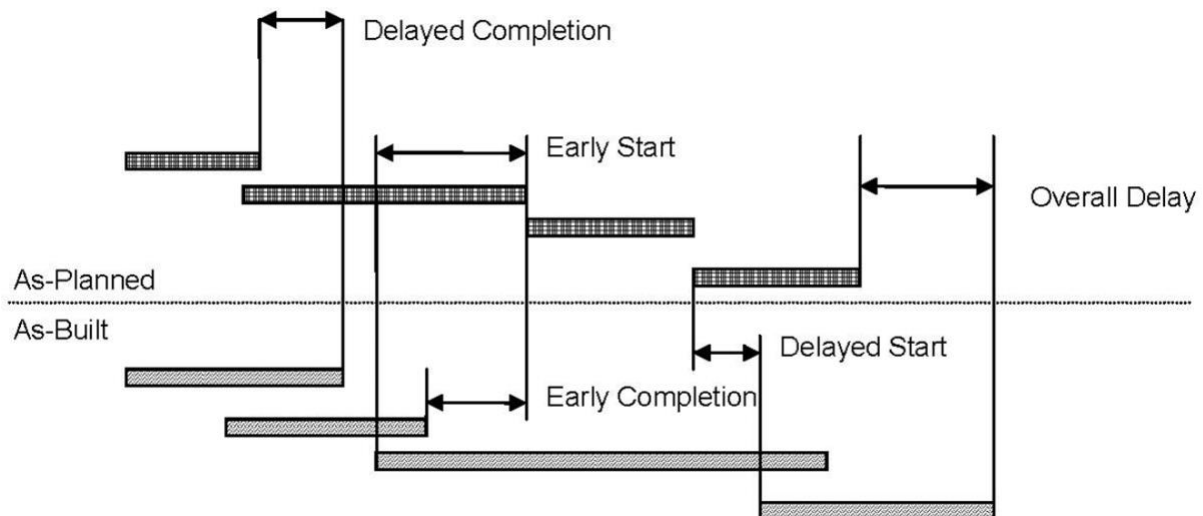 Delayed Completion
Early Start
Overall Delay
As-Planned
As-Built
Delayed Start
Early Completion